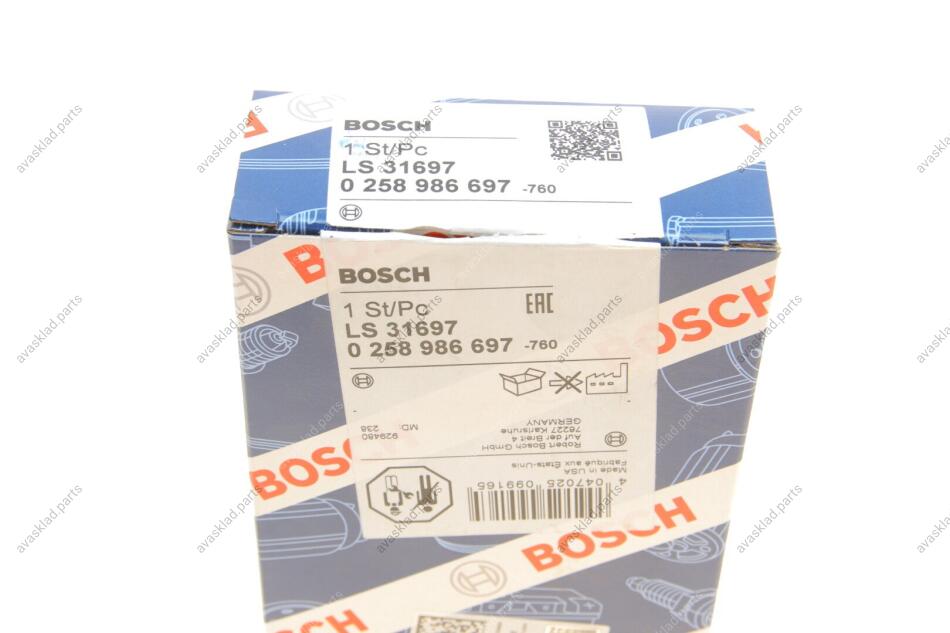 BOSCH
1 St/Pc
LS 31697
0 258 986 697 -760
BOSCH
1 St/Pc
EAC
LS 31697
0 258 986 697 -760
BOSCH
Robert Bosch GmbH
Auf der Breit 4
76227 Karlsruhe
GERMANY
MD: 238
929480
Made in USA
Fabriqué aux États-Unis
4 047025 099165
BOSCH
BOSCH
avasklad.parts